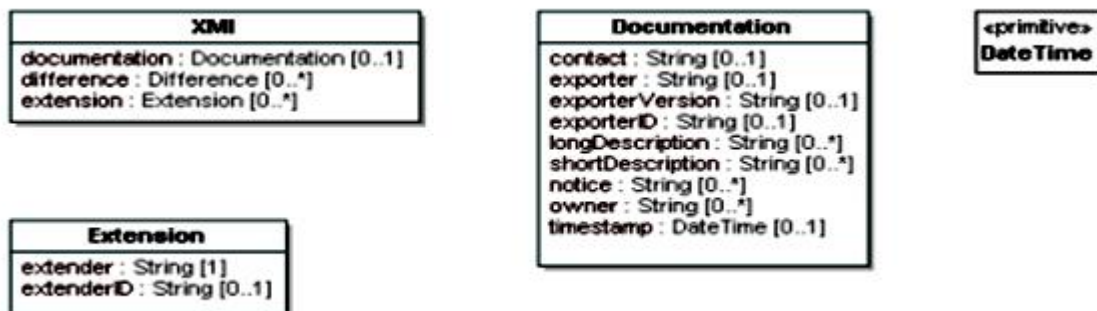 XMI
documentation : Documentation [0..1]
difference : Difference [0..*]
extension : Extension [0..*]
Documentation
contact : String [0..1]
exporter : String [0..1]
exporterVersion : String [0..1]
exporterID : String [0..1]
longDescription : String [0..*]
shortDescription : String [0..*]
notice : String [0..*]
owner : String [0..*]
timestamp : DateTime [0..1]
«primitive»
DateTime
Extension
extender : String [1]
extenderID : String [0..1]